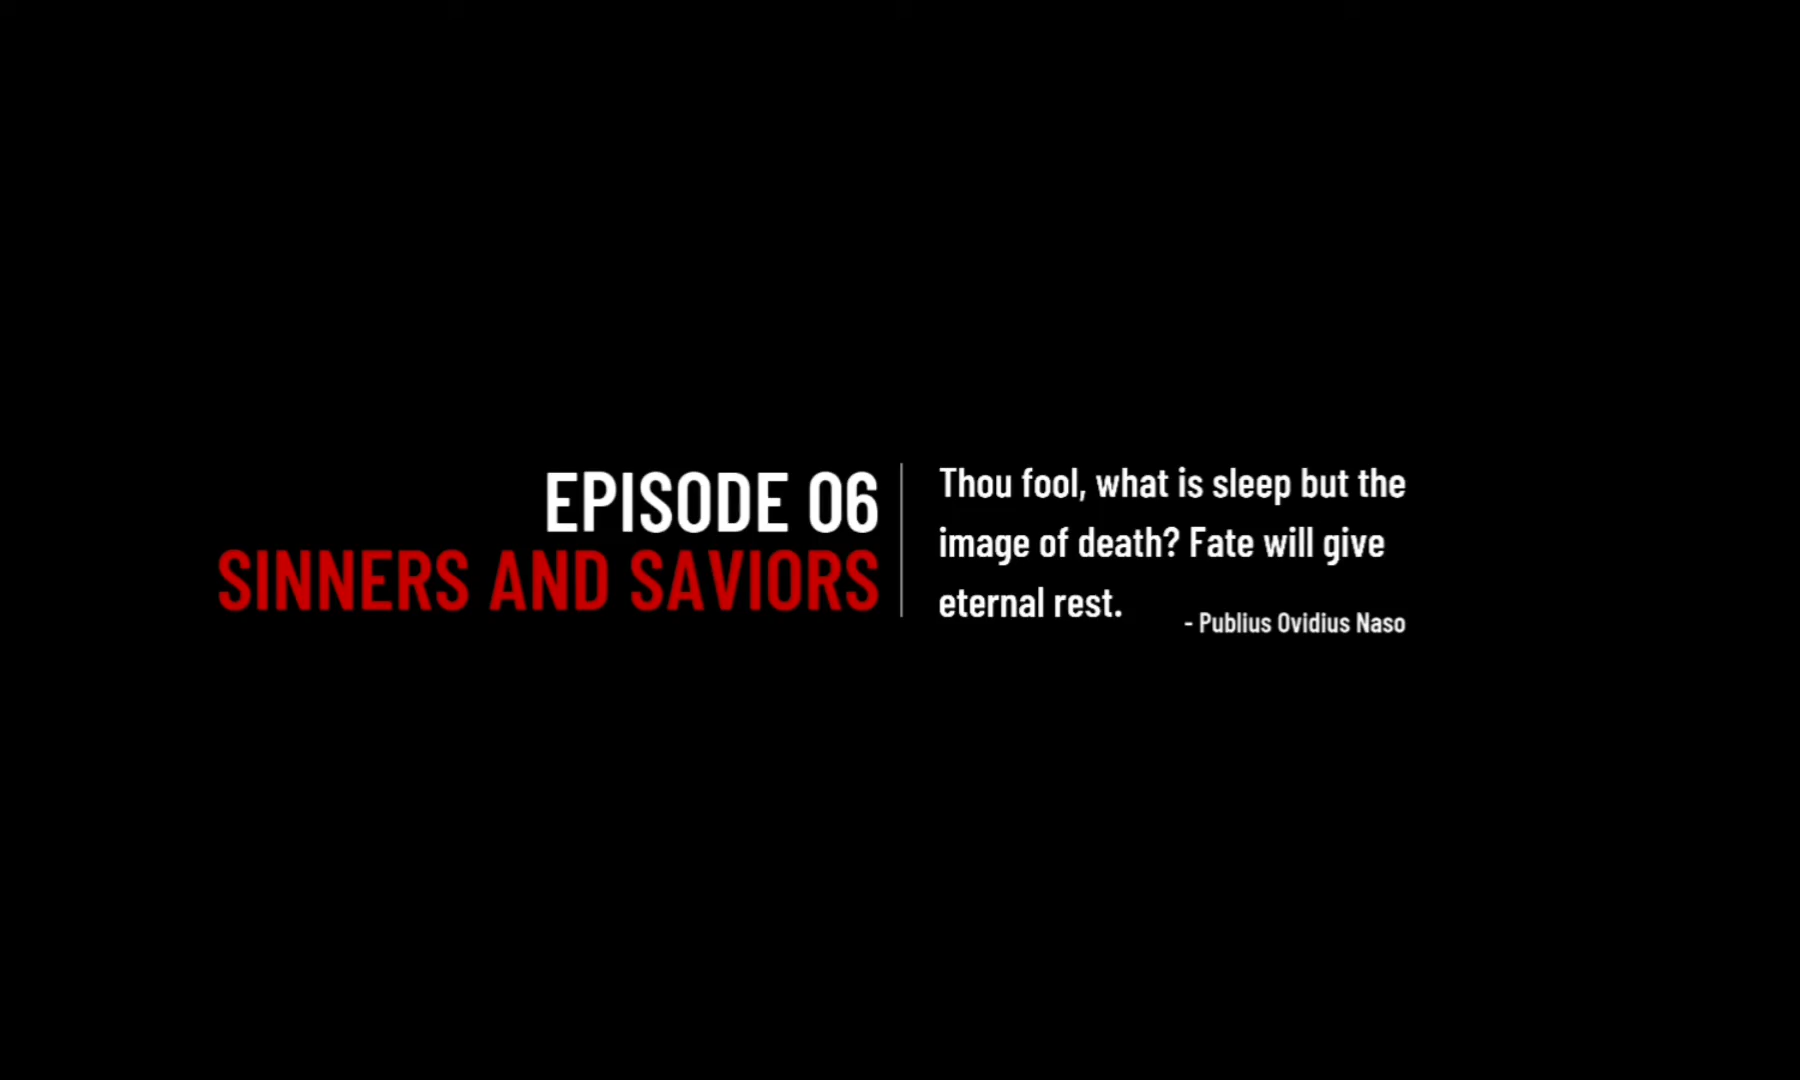 EPISODE 06
SINNERS AND SAVIORS
Thou fool, what is sleep but the
image of death? Fate will give
eternal rest.
- Publius Ovidius Naso